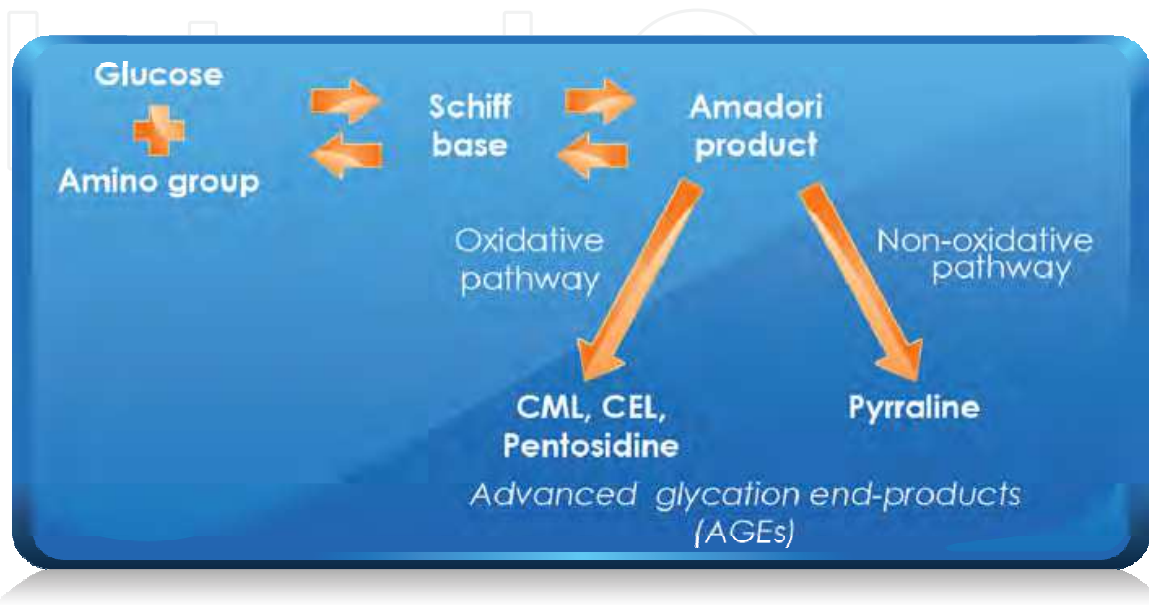 Glucose
Amino group
Schiff
base
Amadori
product
Oxidative
pathway
Non-oxidative
pathway
CML, CEL,
Pentosidine
Pyrraline
Advanced glycation end-products
(AGEs)